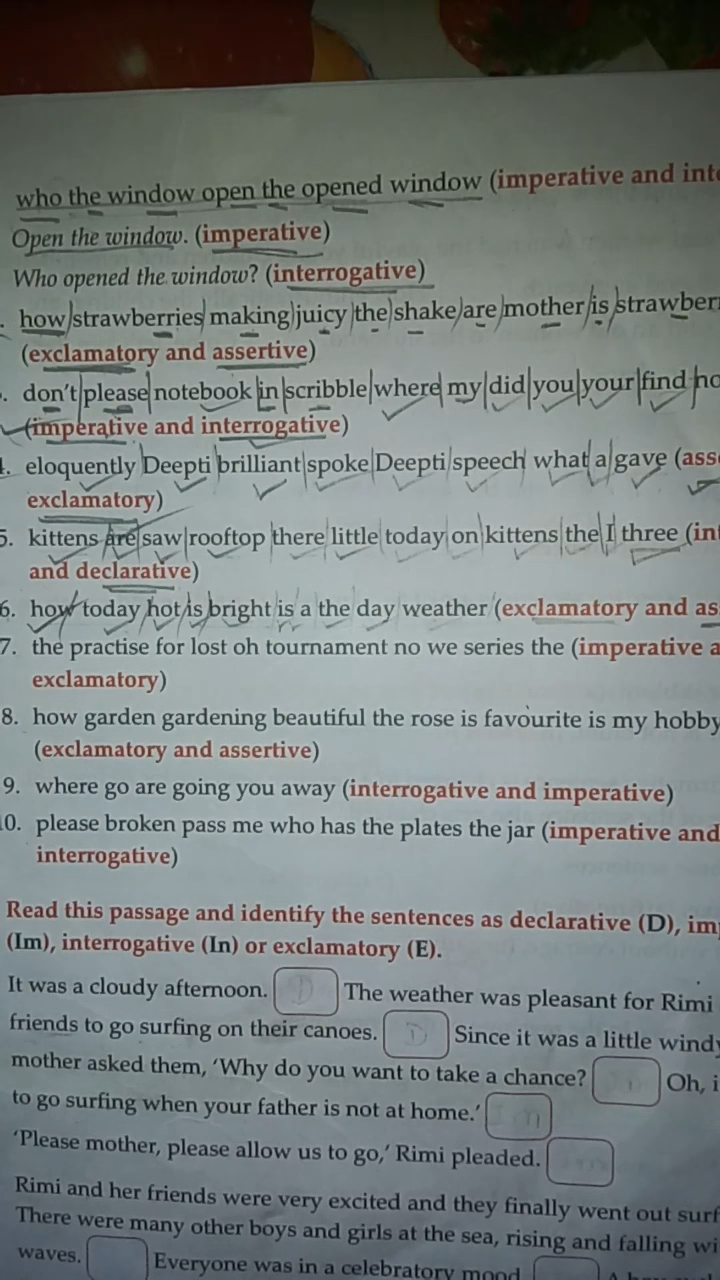 who the window open the opened window (imperative and int
Open the window. (imperative)
Who opened the window? (interrogative)
. how strawberries making juicy the shake are mother is strawber
(exclamatory and assertive)
. don't please notebook in scribble where my did you your find
(imperative and interrogative)
. eloquently Deepti brilliant spoke Deepti speech what a gave (ass
exclamatory)
5. kittens are saw rooftop there little today on kittens the I three (in
and declarative)
6. how today hot is bright is a the day weather (exclamatory and as
7. the practise for lost oh tournament no we series the (imperative a
exclamatory)
8. how garden gardening beautiful the rose is favourite is my hobby
(exclamatory and assertive)
9. where go are going you away (interrogative and imperative)
0. please broken pass me who has the plates the jar (imperative and
interrogative)
Read this passage and identify the sentences as declarative (D), im
(Im), interrogative (In) or exclamatory (E).
It was a cloudy afternoon. D The weather was pleasant for Rimi
friends to go surfing on their canoes. D Since it was a little windy
mother asked them, 'Why do you want to take a chance? Oh, i
to go surfing when your father is not at home.'
'Please mother, please allow us to go,' Rimi pleaded.
Rimi and her friends were very excited and they finally went out surf
There were many other boys and girls at the sea, rising and falling wi
waves. Everyone was in a celebratory mood